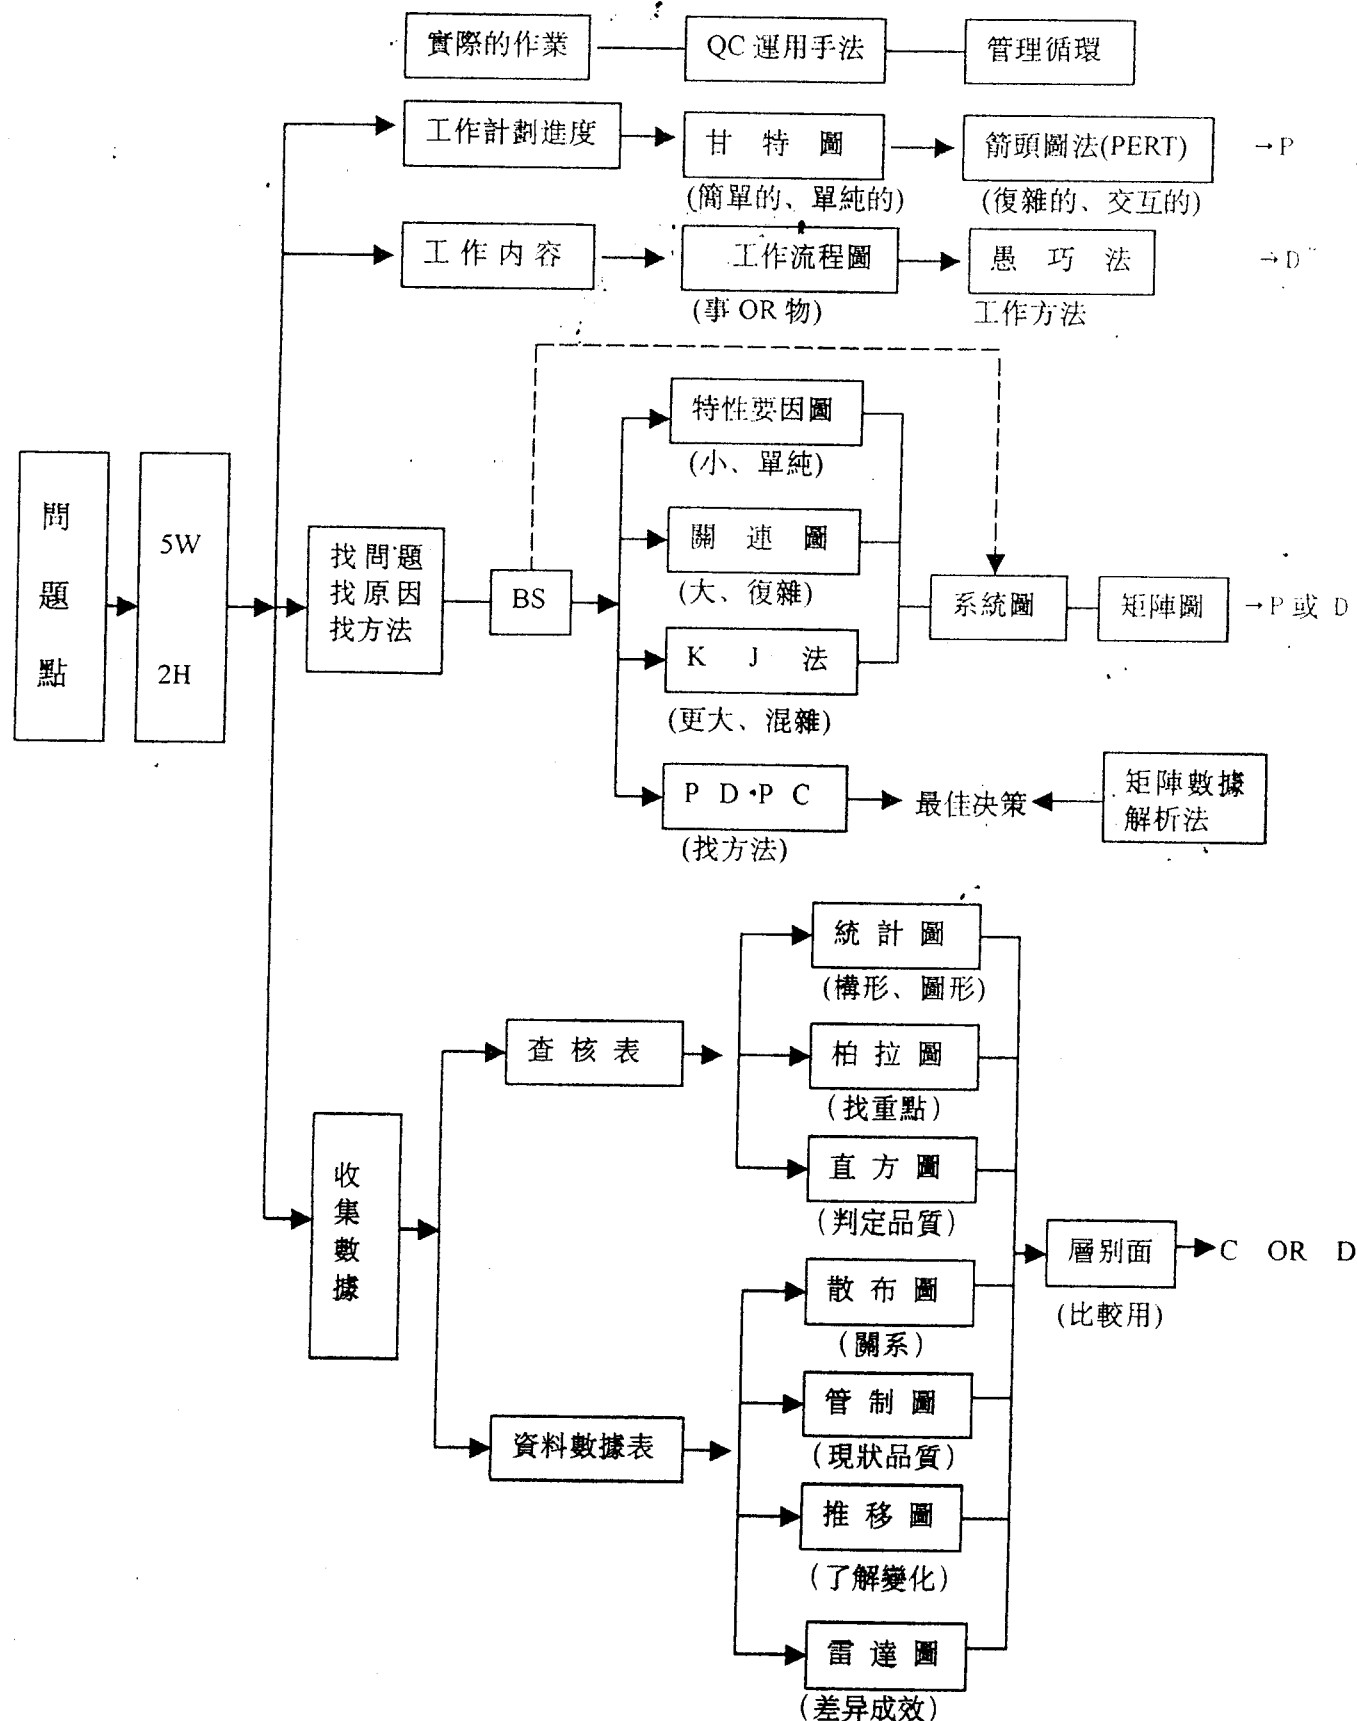 實際的作業
QC 運用手法
管理循環
工作計劃進度
甘 特 圖
箭頭圖法(PERT)
→P
(簡單的、單純的)
(復雜的、交互的)
工 作 内 容
工作流程圖
愚 巧 法
→D
(事 OR 物)
工作方法
特性要因圖
(小、單純)
問
題
點
5W
2H
找 問 題
找 原 因
找 方 法
BS
關 連 圖
(大、復雜)
K J 法
(更大、混雜)
系統圖
矩陣圖
→P 或 D
P D·P C
(找方法)
最佳决策
矩陣數據
解析法
統 計 圖
(構形、圖形)
查 核 表
柏 拉 圖
(找重點)
直 方 圖
(判定品質)
收
集
數
據
層别面
C OR D
(比較用)
散 布 圖
(關系)
管 制 圖
(現狀品質)
資料數據表
推 移 圖
(了解變化)
雷 達 圖
(差异成效)